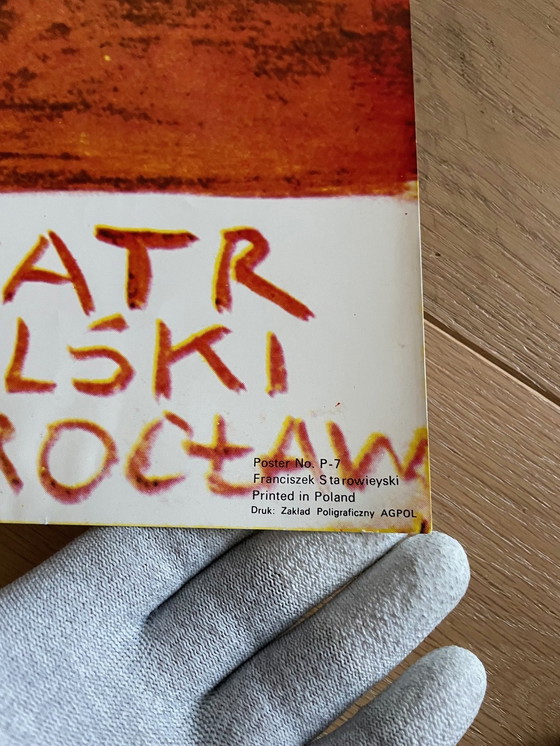 ATR
LSKI
ROCŁAW
Poster No. P-7
Franciszek Starowieyski
Printed in Poland
Druk: Zakład Poligraficzny AGPOL